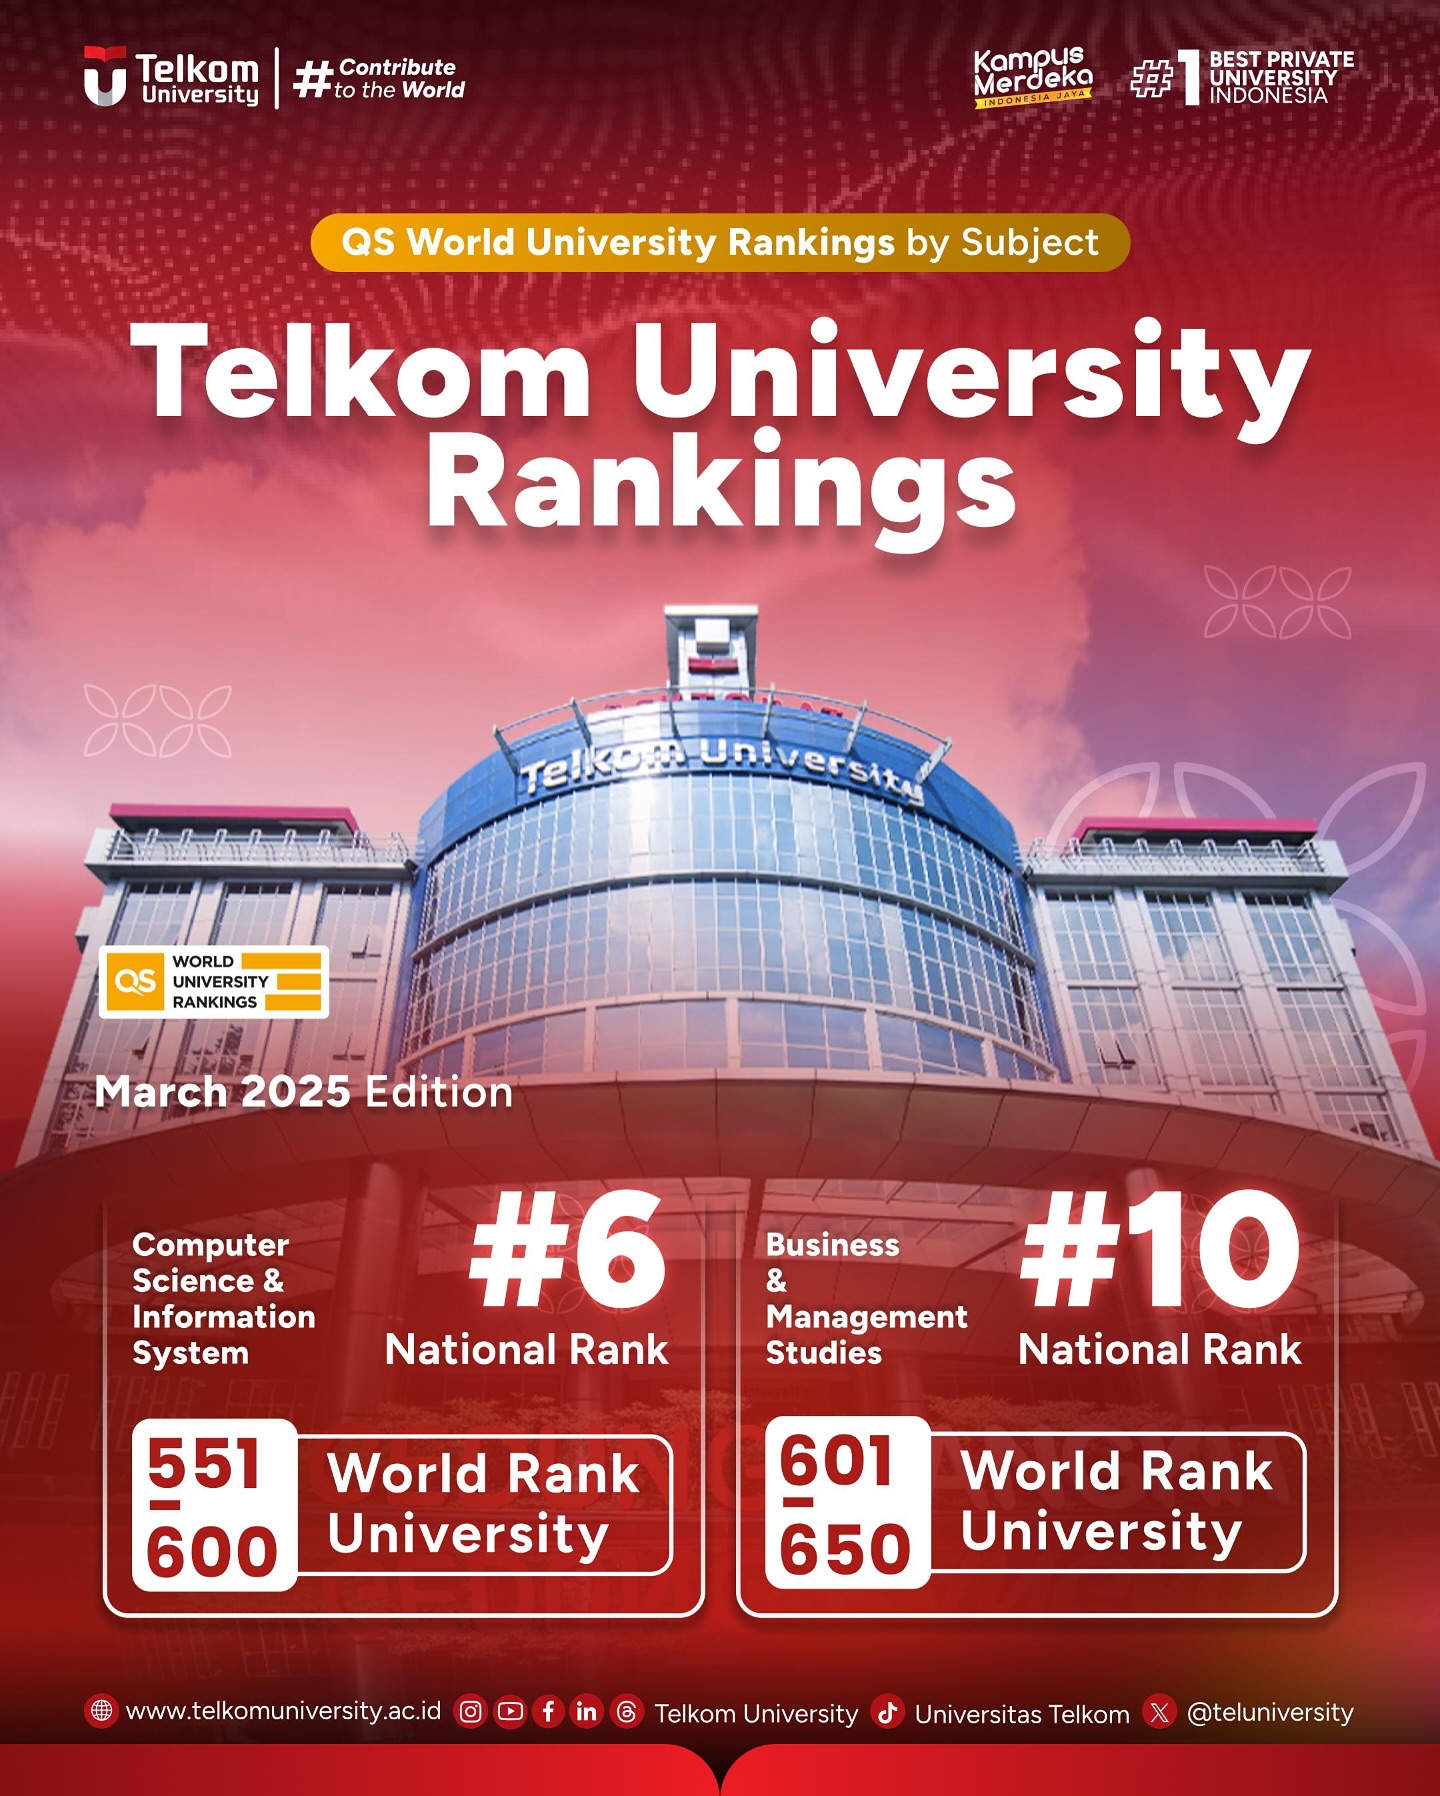 Telkom
University
#Contribute
to the World
Kampus
Merdeka
INDONESIA JAYA
#1 BEST PRIVATE
UNIVERSITY
INDONESIA
QS World University Rankings by Subject
Telkom University
Rankings
Telkom University
QS WORLD
UNIVERSITY
RANKINGS
March 2025 Edition
Computer
Science &
Information
System
#6
National Rank
551
–
600
World Rank
University
Business
&
Management
Studies
#10
National Rank
601
–
650
World Rank
University
www.telkomuniversity.ac.id Telkom University Universitas Telkom @teluniversity